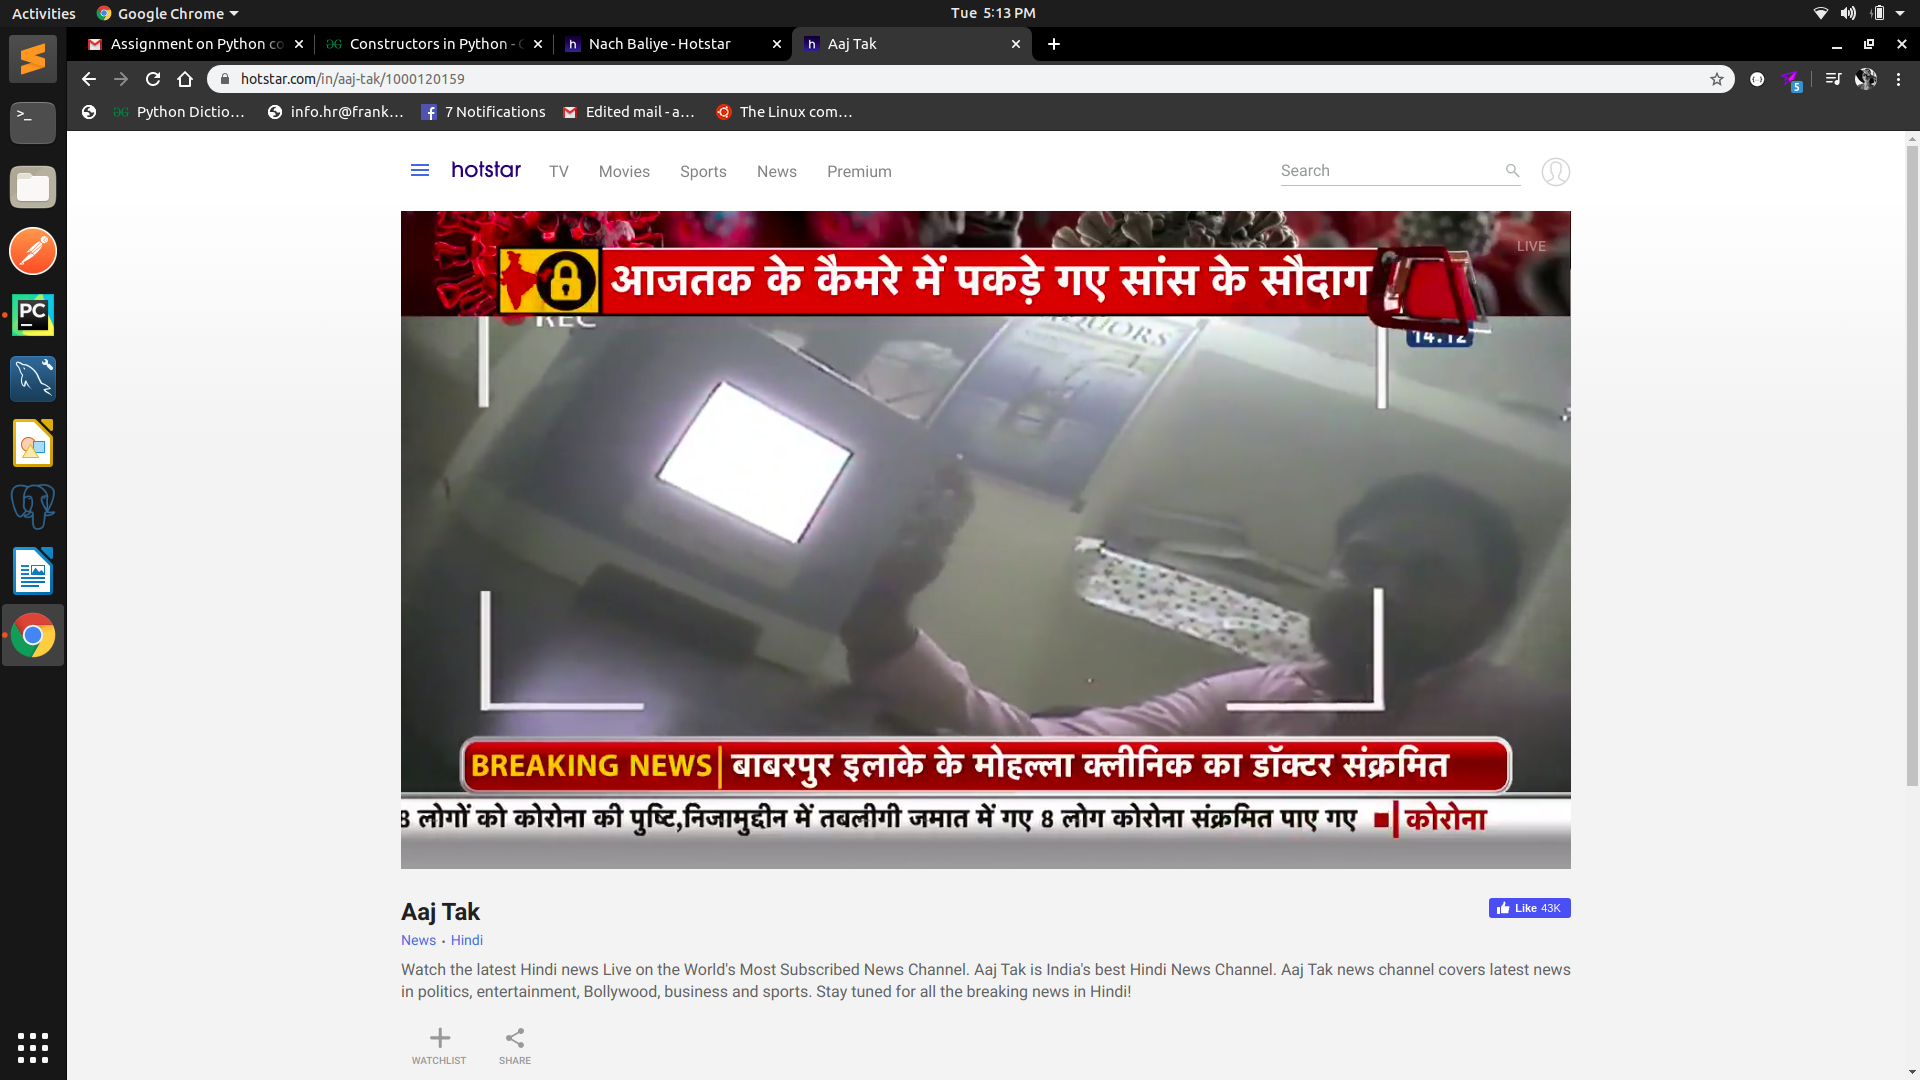 Activities
Google Chrome
Tue 5:13 PM
Assignment on Python co
Constructors in Python -
Nach Baliye - Hotstar
Aaj Tak
hotstar.com/in/aaj-tak/1000120159
5
Python Dictio...
info.hr@frank...
7 Notifications
Edited mail - a...
The Linux com...
hotstar
TV
Movies
Sports
News
Premium
Search
LIVE
आजतक के कैमरे में पकड़े गए सांस के सौदाग
REC
14:12
BREAKING NEWS
बाबरपुर इलाके के मोहल्ला क्लीनिक का डॉक्टर संक्रमित
8 लोगों को कोरोना की पुष्टि,निजामुद्दीन में तबलीगी जमात में गए 8 लोग कोरोना संक्रमित पाए गए
कोरोना
Aaj Tak
Like 43K
News • Hindi
Watch the latest Hindi news Live on the World's Most Subscribed News Channel. Aaj Tak is India's best Hindi News Channel. Aaj Tak news channel covers latest news
in politics, entertainment, Bollywood, business and sports. Stay tuned for all the breaking news in Hindi!
WATCHLIST
SHARE